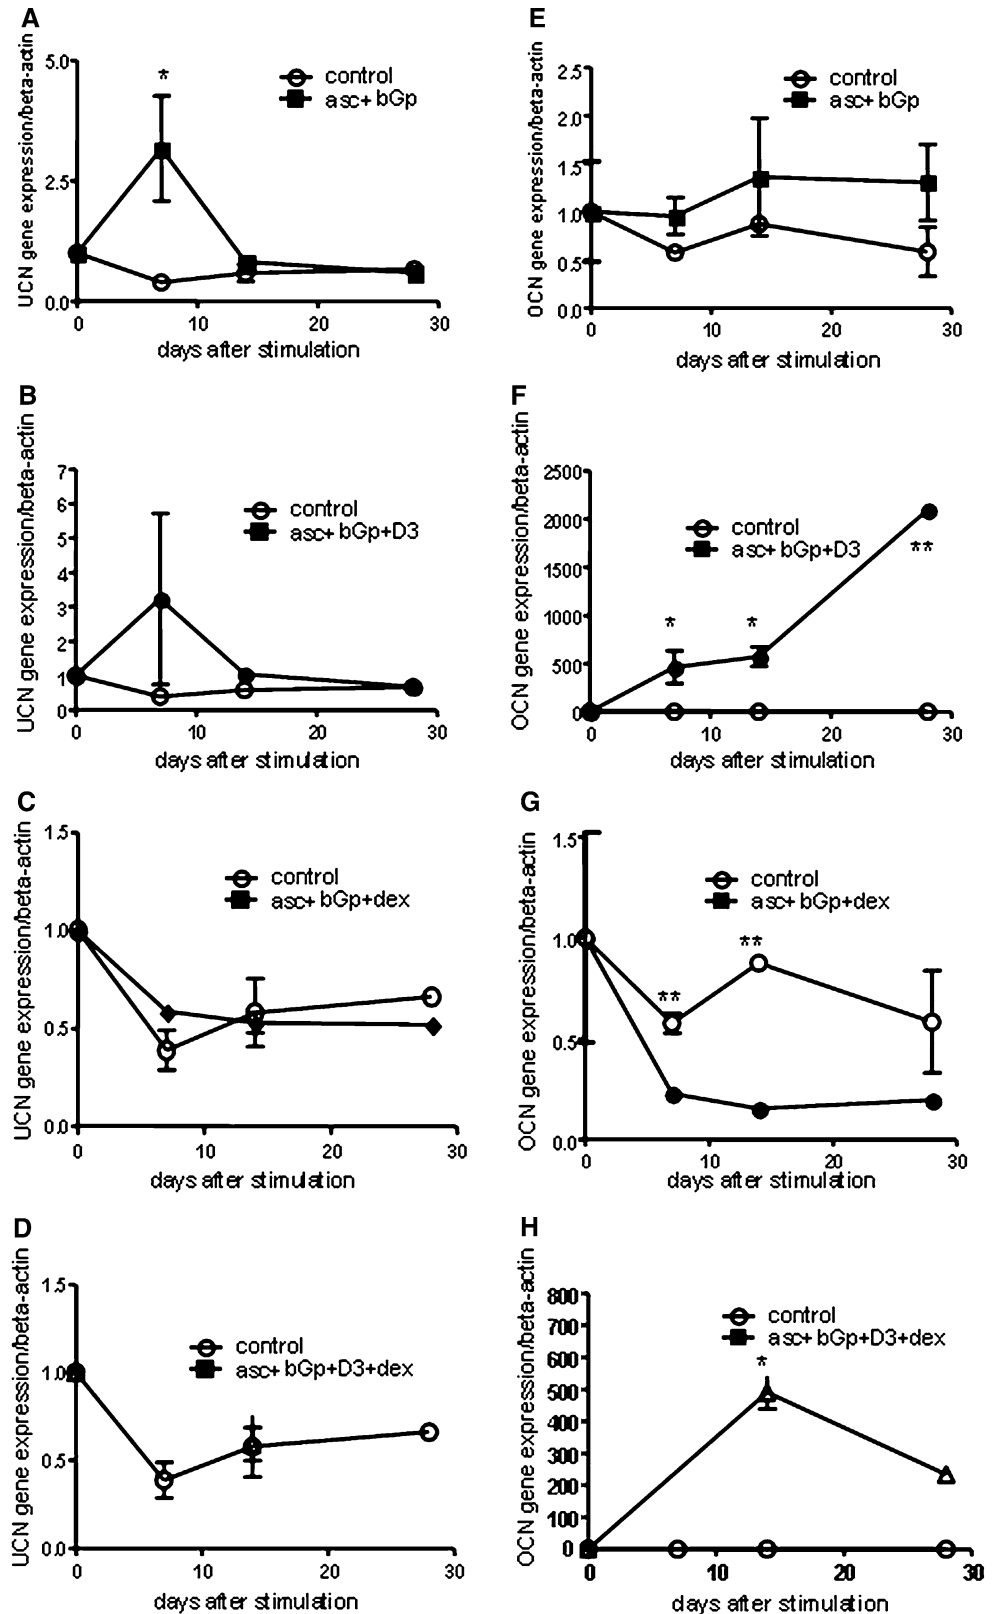 A
UCN gene expression/beta-actin
5.0
2.5
0.0
*
control
asc+ bGp
0 10 20 30
days after stimulation
E
OCN gene expression/beta-actin
2.5
2.0
1.5
1.0
0.5
0.0
control
asc+ bGp
0 10 20 30
days after stimulation
B
UCN gene expression/beta-actin
7
6
5
4
3
2
1
0
control
asc+ bGp+D3
0 10 20 30
days after stimulation
F
OCN gene expression/beta-actin
2500
2000
1500
1000
500
0
control
asc+ bGp+D3
* * **
0 10 20 30
days after stimulation
C
UCN gene expression/beta-actin
1.5
1.0
0.5
0.0
control
asc+ bGp+dex
0 10 20 30
days after stimulation
G
OCN gene expression/beta-actin
1.5
1.0
0.5
0.0
control
asc+ bGp+dex
** **
0 10 20 30
days after stimulation
D
UCN gene expression/beta-actin
1.5
1.0
0.5
0.0
control
asc+ bGp+D3+dex
0 10 20 30
days after stimulation
H
OCN gene expression/beta-actin
800
700
600
500
400
300
200
100
0
control
asc+ bGp+D3+dex
*
0 10 20 30
days after stimulation